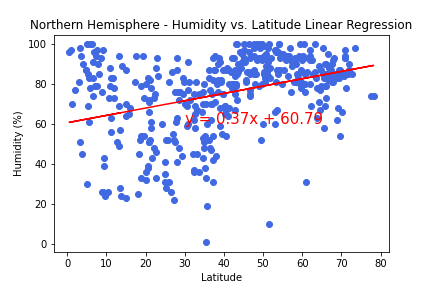 Northern Hemisphere - Humidity vs. Latitude Linear Regression
100
80
60
40
20
0
Humidity (%)
y = 0.37x + 60.79
0 10 20 30 40 50 60 70 80
Latitude